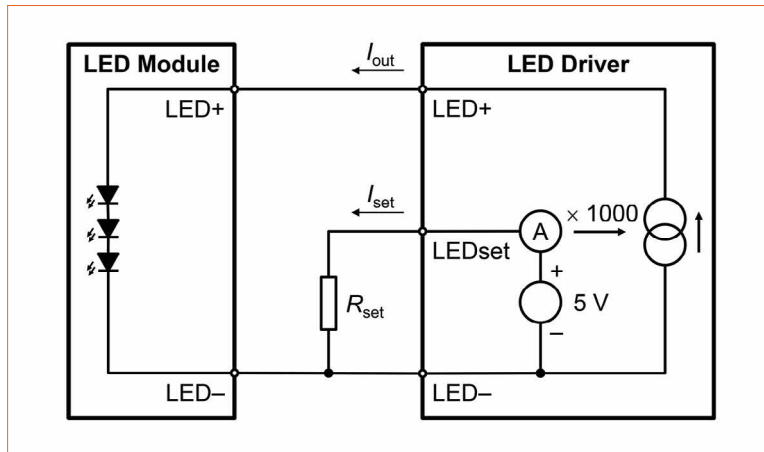 LED Module
I_out
LED Driver
LED+
LED+
I_set
× 1000
A
LEDset
+
R_set
5 V
–
LED–
LED–